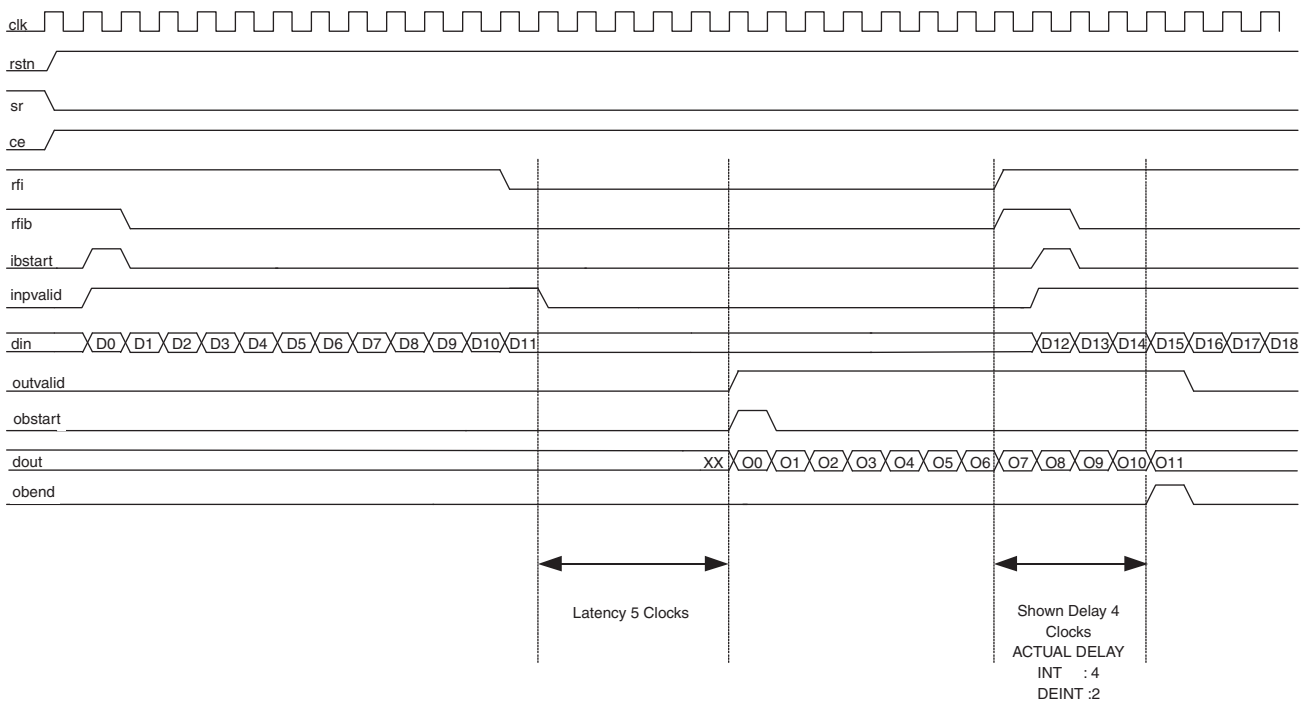 clk
rstn
sr
ce
rfi
rfib
ibstart
inpvalid
din D0 D1 D2 D3 D4 D5 D6 D7 D8 D9 D10 D11 D12 D13 D14 D15 D16 D17 D18
outvalid
obstart
dout XX O0 O1 O2 O3 O4 O5 O6 O7 O8 O9 O10 O11
obend
Latency 5 Clocks
Shown Delay 4
Clocks
ACTUAL DELAY
INT : 4
DEINT :2